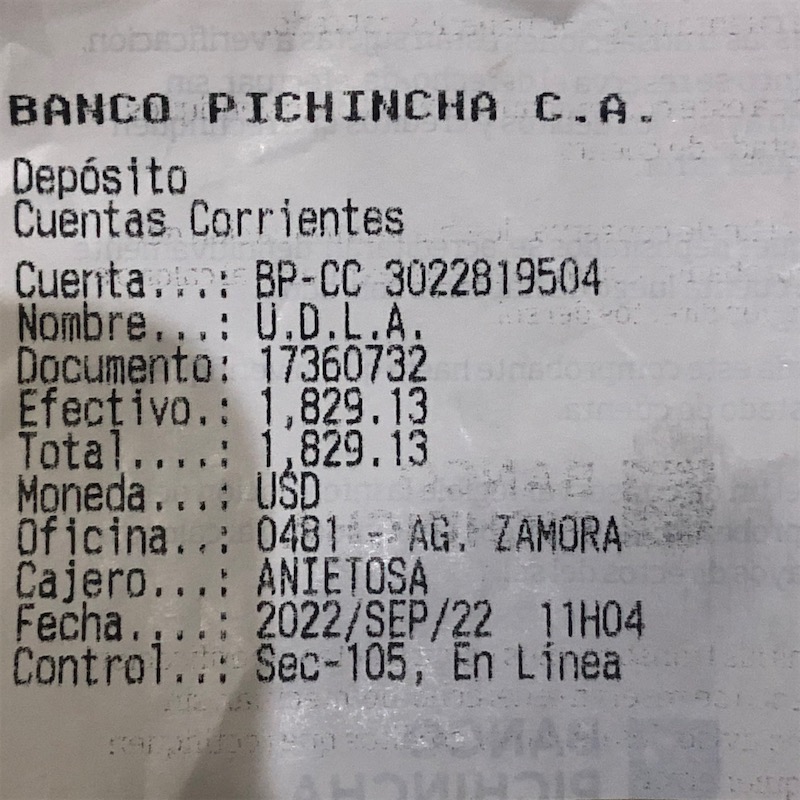 BANCO PICHINCHA C.A.
Depósito
Cuentas Corrientes
Cuenta...: BP-CC 3022819504
Nombre...: U.D.L.A.
Documento: 17360732
Efectivo.: 1,829.13
Total....: 1,829.13
Moneda...: USD
Oficina..: 0481 - AG. ZAMORA
Cajero...: ANIETOSA
Fecha....: 2022/SEP/22 11H04
Control..: Sec-105, En Línea